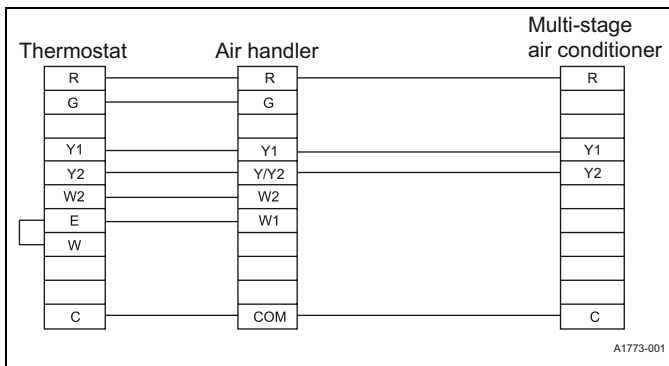 Multi-stage
Thermostat Air handler air conditioner
R R R
G G
Y1 Y1 Y1
Y2 Y/Y2 Y2
W2 W2
E W1
W
C COM C
A1773-001